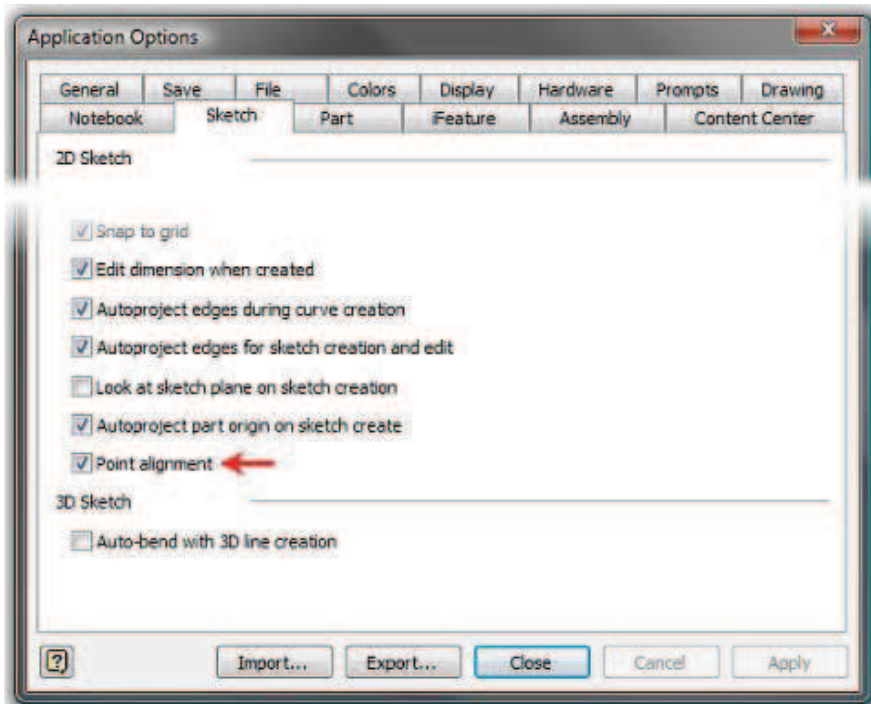 Application Options
General Save File Colors Display Hardware Prompts Drawing
Notebook Sketch Part iFeature Assembly Content Center
2D Sketch
Snap to grid
Edit dimension when created
Autoproject edges during curve creation
Autoproject edges for sketch creation and edit
Look at sketch plane on sketch creation
Autoproject part origin on sketch create
Point alignment
3D Sketch
Auto-bend with 3D line creation
Import... Export... Close Cancel Apply